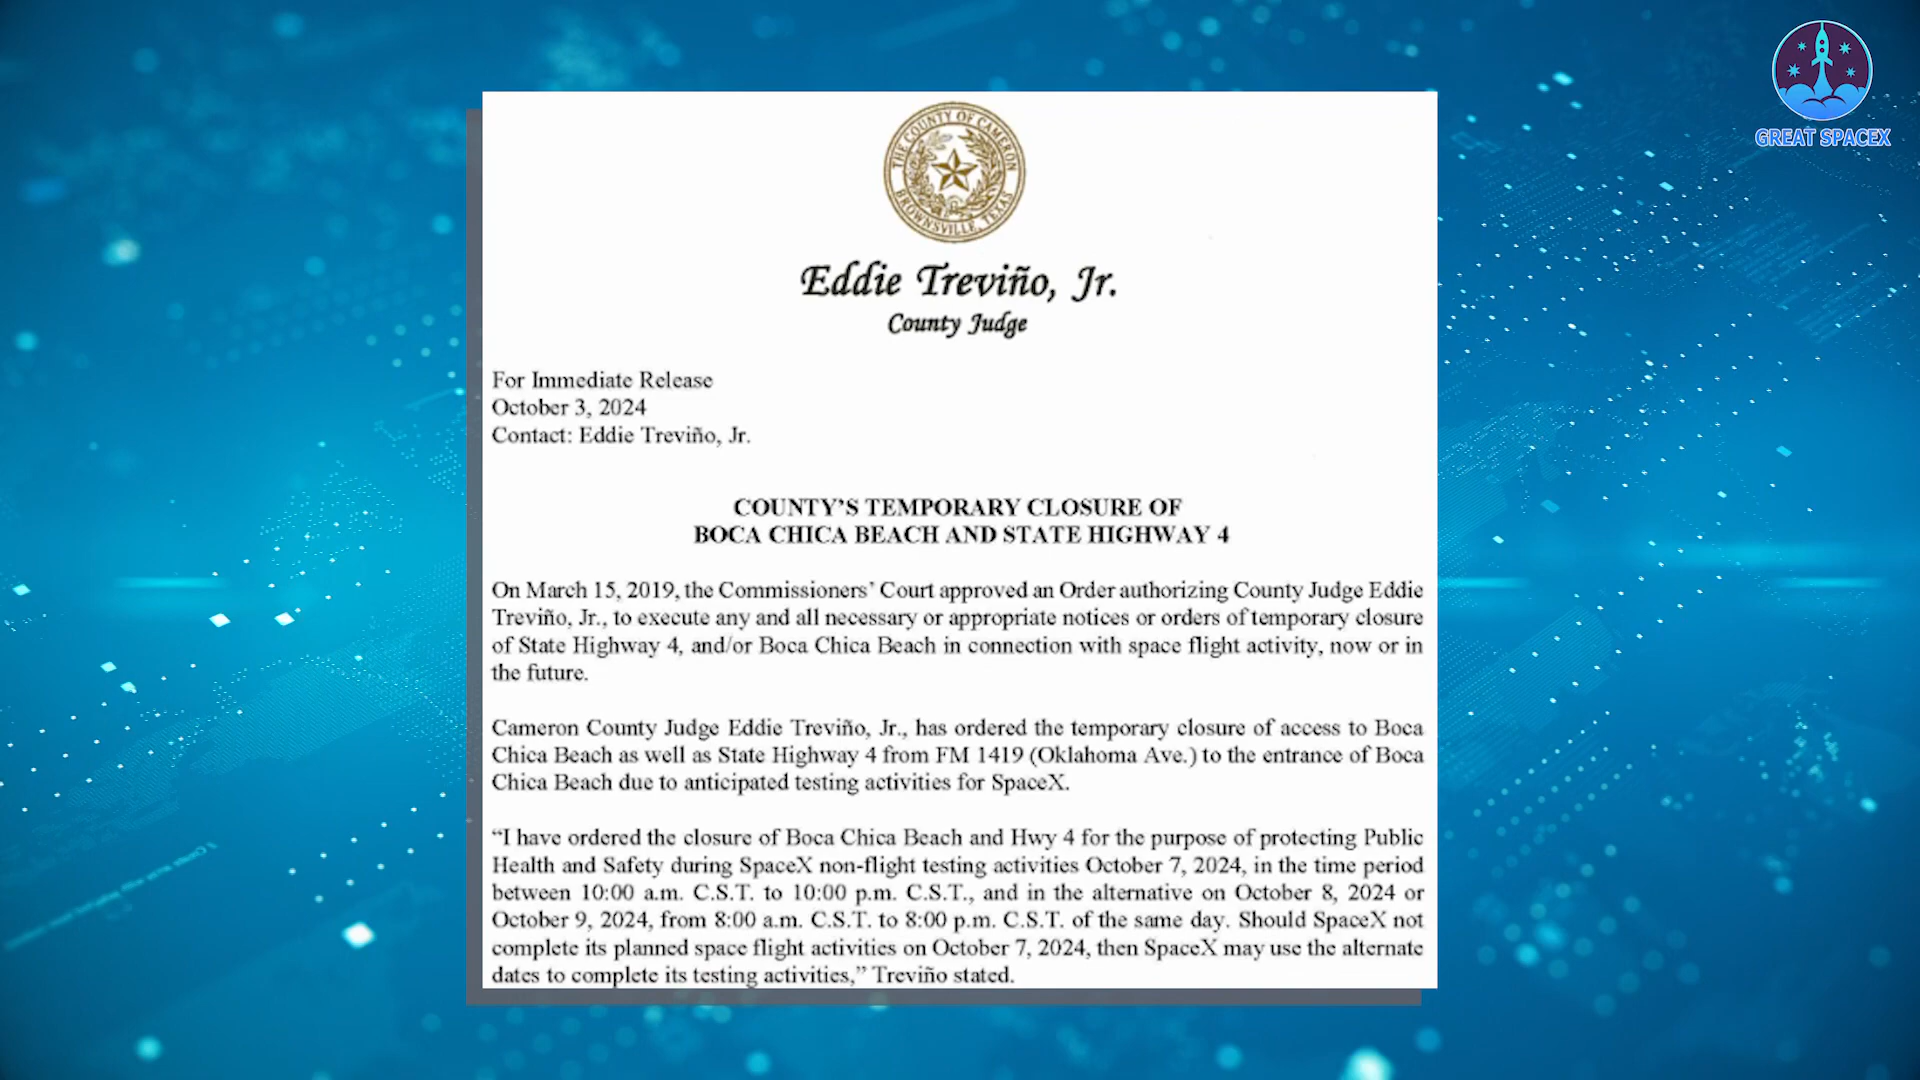 GREAT SPACEX
THE COUNTY OF CAMERON
BROWNSVILLE, TEXAS
Eddie Treviño, Jr.
County Judge
For Immediate Release
October 3, 2024
Contact: Eddie Treviño, Jr.
COUNTY’S TEMPORARY CLOSURE OF
BOCA CHICA BEACH AND STATE HIGHWAY 4
On March 15, 2019, the Commissioners’ Court approved an Order authorizing County Judge Eddie
Treviño, Jr., to execute any and all necessary or appropriate notices or orders of temporary closure
of State Highway 4, and/or Boca Chica Beach in connection with space flight activity, now or in
the future.
Cameron County Judge Eddie Treviño, Jr., has ordered the temporary closure of access to Boca
Chica Beach as well as State Highway 4 from FM 1419 (Oklahoma Ave.) to the entrance of Boca
Chica Beach due to anticipated testing activities for SpaceX.
“I have ordered the closure of Boca Chica Beach and Hwy 4 for the purpose of protecting Public
Health and Safety during SpaceX non-flight testing activities October 7, 2024, in the time period
between 10:00 a.m. C.S.T. to 10:00 p.m. C.S.T., and in the alternative on October 8, 2024 or
October 9, 2024, from 8:00 a.m. C.S.T. to 8:00 p.m. C.S.T. of the same day. Should SpaceX not
complete its planned space flight activities on October 7, 2024, then SpaceX may use the alternate
dates to complete its testing activities,” Treviño stated.